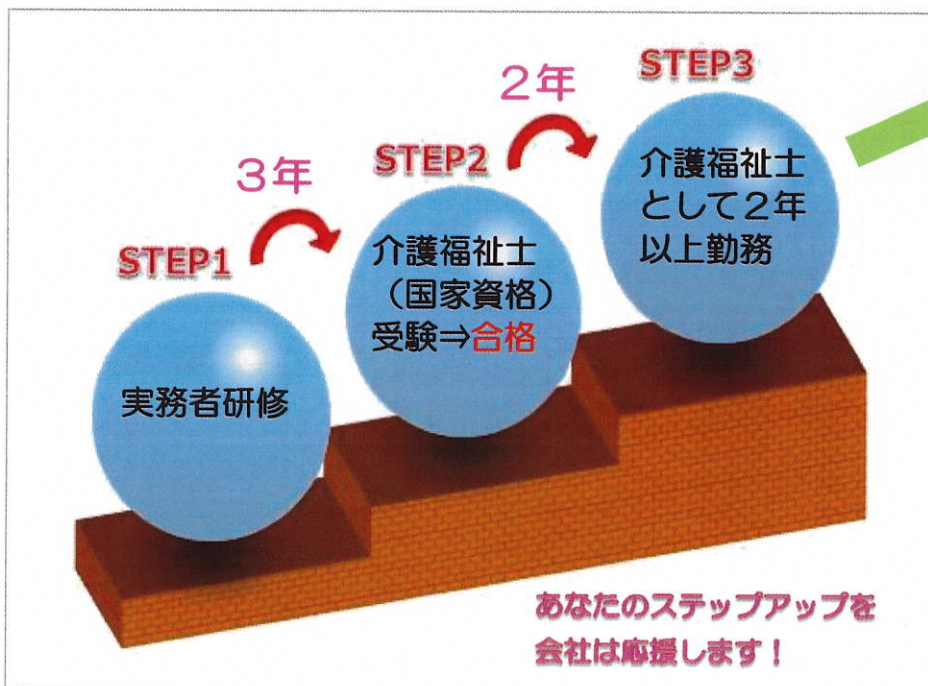 STEP1
実務者研修
3年
STEP2
介護福祉士
(国家資格)
受験⇒合格
2年
STEP3
介護福祉士
として2年
以上勤務
あなたのステップアップを
会社は応援します!